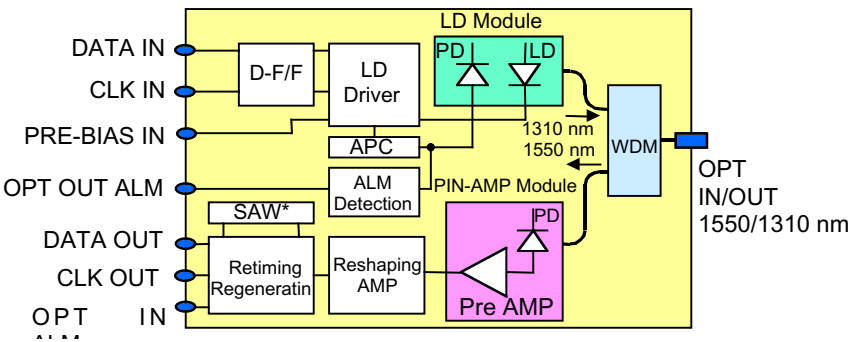 LD Module
DATA IN
D-F/F
LD
Driver
PD
LD
CLK IN
PRE-BIAS IN
1310 nm
1550 nm
WDM
APC
OPT OUT ALM
ALM
Detection
PIN-AMP Module
OPT
IN/OUT
1550/1310 nm
SAW*
PD
DATA OUT
CLK OUT
Retiming
Regeneratin
Reshaping
AMP
Pre AMP
OPT IN